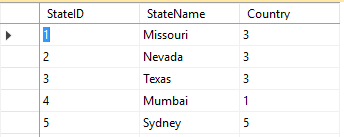 StateID StateName Country
1 Missouri 3
2 Nevada 3
3 Texas 3
4 Mumbai 1
5 Sydney 5